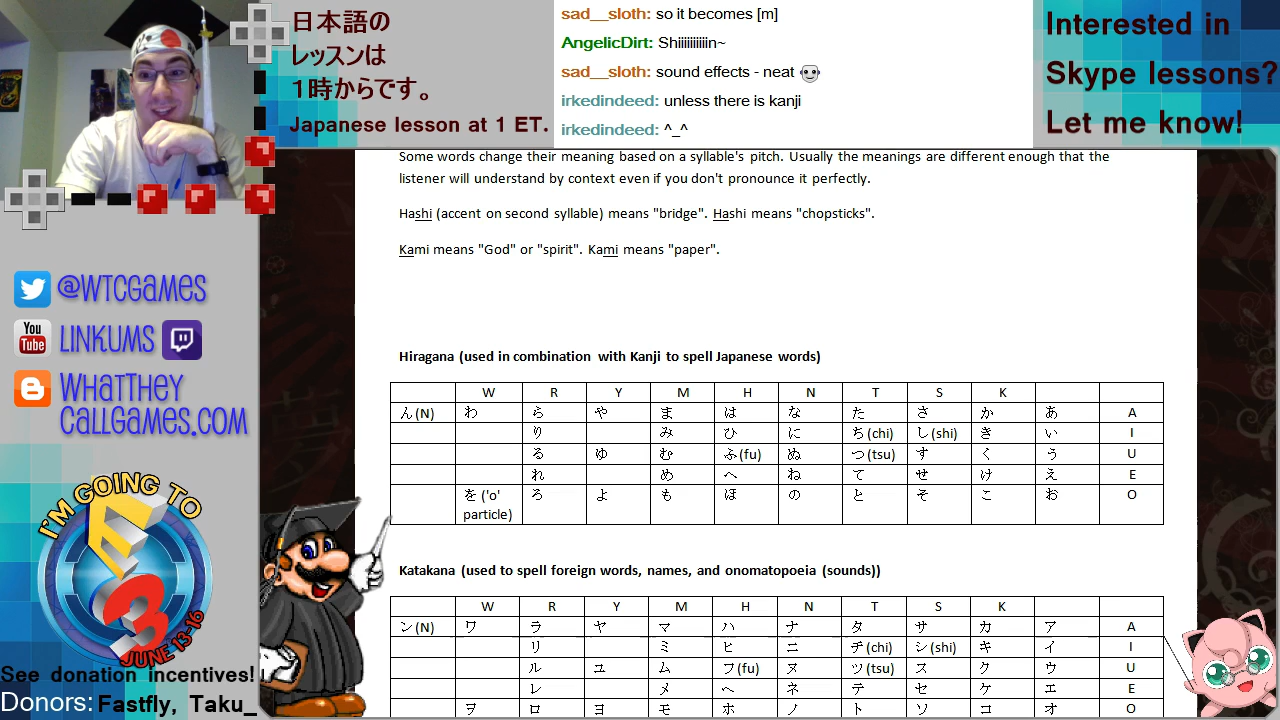 日本語の
レッスンは
１時からです。
Japanese lesson at 1 ET.
sad__sloth: so it becomes [m]
AngelicDirt: Shiiiiiiiiiin~
sad__sloth: sound effects - neat
irkedindeed: unless there is kanji
irkedindeed: ^_^
Interested in
Skype lessons?
Let me know!
Some words change their meaning based on a syllable's pitch. Usually the meanings are different enough that the
listener will understand by context even if you don't pronounce it perfectly.
Hashi (accent on second syllable) means "bridge". Hashi means "chopsticks".
Kami means "God" or "spirit". Kami means "paper".
@WTCGAMES
You
Tube
LINKUMS
WHATTHEY
CALLGAMES.COM
I'M GOING TO
E3
JUNE 13-16
See donation incentives!
Donors: Fastfly, Taku_
Hiragana (used in combination with Kanji to spell Japanese words)
W R Y M H N T S K
ん(N) わ ら や ま は な た さ か あ A
り み ひ に ち(chi) し(shi) き い I
る ゆ む ふ(fu) ぬ つ(tsu) す く う U
れ め へ ね て せ け え E
を ('o' ろ よ も ほ の と そ こ お O
particle)
Katakana (used to spell foreign words, names, and onomatopoeia (sounds))
W R Y M H N T S K
ン(N) ワ ラ ヤ マ ハ ナ タ サ カ ア A
リ ミ ヒ ニ チ(chi) シ(shi) キ イ I
ル ユ ム フ(fu) ヌ ツ(tsu) ス ク ウ U
レ メ ヘ ネ テ セ ケ エ E
ヲ ロ ヨ モ ホ ノ ト ソ コ オ O